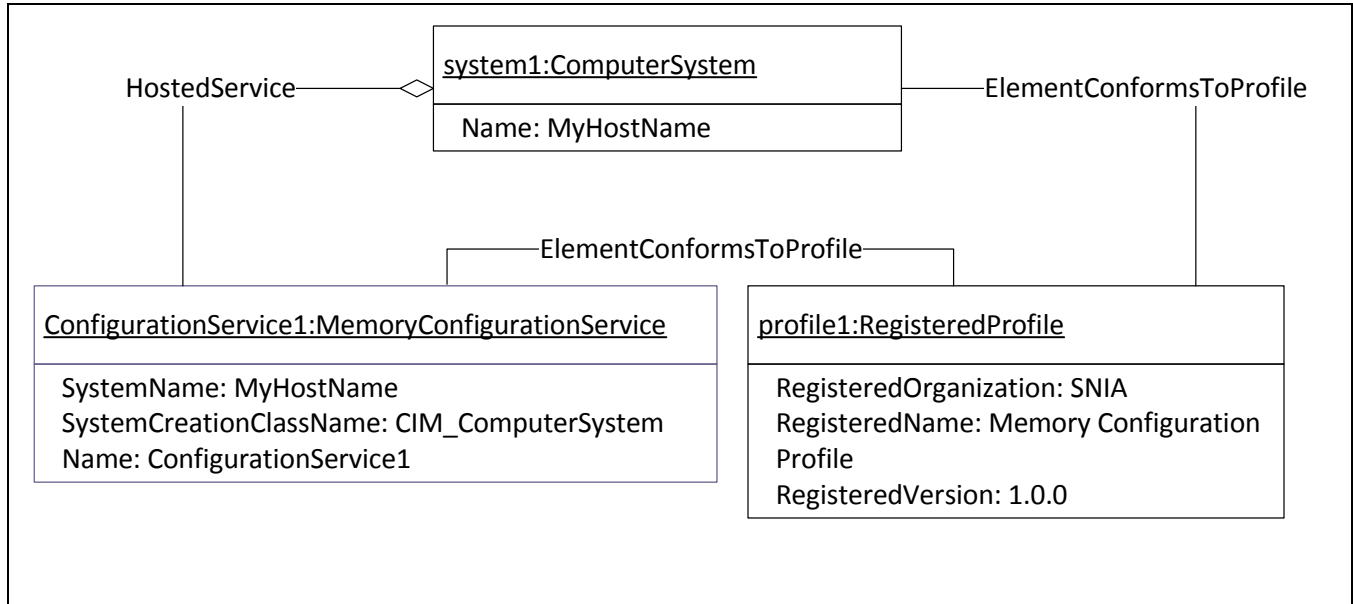 system1:ComputerSystem
HostedService
ElementConformsToProfile
Name: MyHostName
ElementConformsToProfile
ConfigurationService1:MemoryConfigurationService
SystemName: MyHostName
SystemCreationClassName: CIM_ComputerSystem
Name: ConfigurationService1
profile1:RegisteredProfile
RegisteredOrganization: SNIA
RegisteredName: Memory Configuration
Profile
RegisteredVersion: 1.0.0